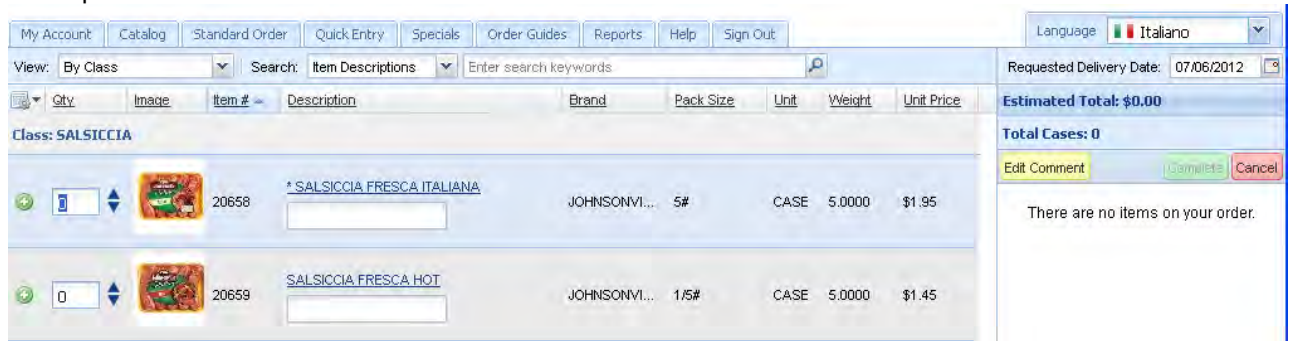 My Account Catalog Standard Order Quick Entry Specials Order Guides Reports Help Sign Out Language Italiano
View: By Class Search: Item Descriptions Enter search keywords Requested Delivery Date: 07/06/2012
Qty Image Item # Description Brand Pack Size Unit Weight Unit Price Estimated Total: $0.00
Class: SALSICCIA Total Cases: 0
Edit Comment Complete Cancel
0 20658 * SALSICCIA FRESCA ITALIANA JOHNSONVI... 5# CASE 5.0000 $1.95
There are no items on your order.
0 20659 SALSICCIA FRESCA HOT JOHNSONVI... 1/5# CASE 5.0000 $1.45